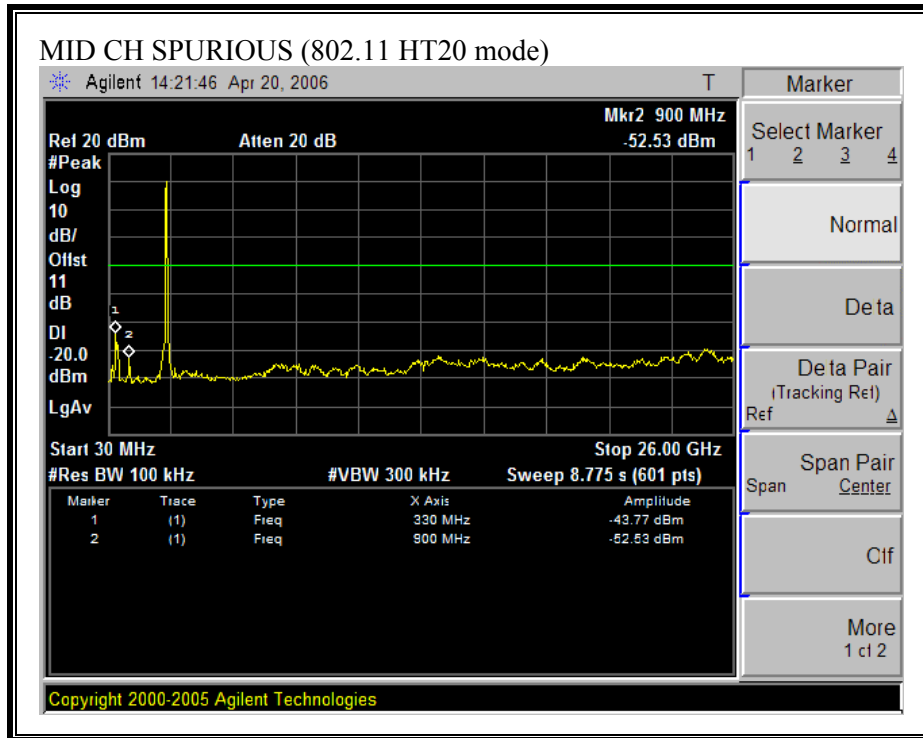 MID CH SPURIOUS (802.11 HT20 mode)
Agilent 14:21:46 Apr 20, 2006 T
Mkr2 900 MHz
Ref 20 dBm Atten 20 dB -52.53 dBm
#Peak
Log
10
dB/
Offst
11
dB
DI
-20.0
dBm
LgAv
1
2
Start 30 MHz Stop 26.00 GHz
#Res BW 100 kHz #VBW 300 kHz Sweep 8.775 s (601 pts)
Marker Trace Type X Axis Amplitude
1 (1) Freq 330 MHz -43.77 dBm
2 (1) Freq 900 MHz -52.53 dBm
Copyright 2000-2005 Agilent Technologies
Marker
Select Marker
1 2 3 4
Normal
Delta
Delta Pair
(Tracking Ref)
Ref Δ
Span Pair
Span Center
Off
More
1 of 2